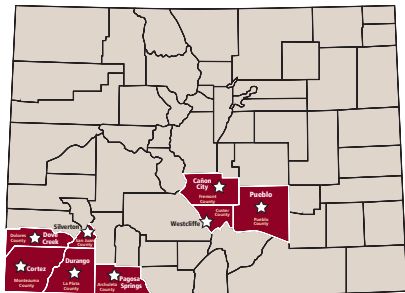 Cañon
City
Fremont
County
Custer
County
Westcliffe
Pueblo
Pueblo
County
Silverton
San Juan
County
Dolores
County
Dove
Creek
Cortez
Montezuma
County
Durango
La Plata
County
Archuleta
County
Pagosa
Springs